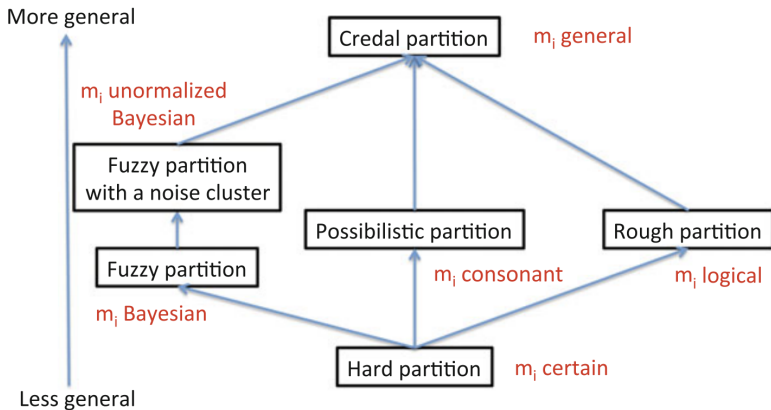 More general
Credal partition
m_i general
m_i unormalized
Bayesian
Fuzzy partition
with a noise cluster
Possibilistic partition
Rough partition
Fuzzy partition
m_i consonant
m_i logical
m_i Bayesian
Hard partition
m_i certain
Less general